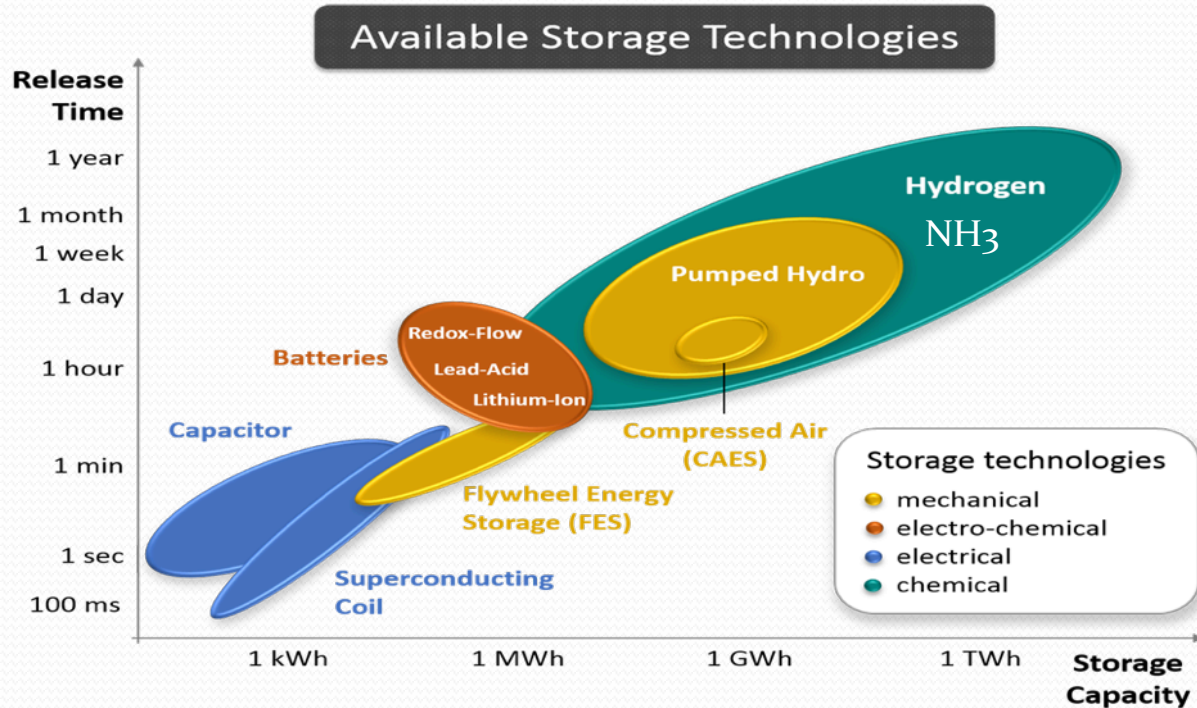 Available Storage Technologies
Release
Time
1 year
1 month
1 week
1 day
1 hour
1 min
1 sec
100 ms
Hydrogen
NH3
Pumped Hydro
Redox-Flow
Lead-Acid
Lithium-Ion
Batteries
Capacitor
Compressed Air
(CAES)
Flywheel Energy
Storage (FES)
Superconducting
Coil
Storage technologies
mechanical
electro-chemical
electrical
chemical
1 kWh
1 MWh
1 GWh
1 TWh
Storage
Capacity